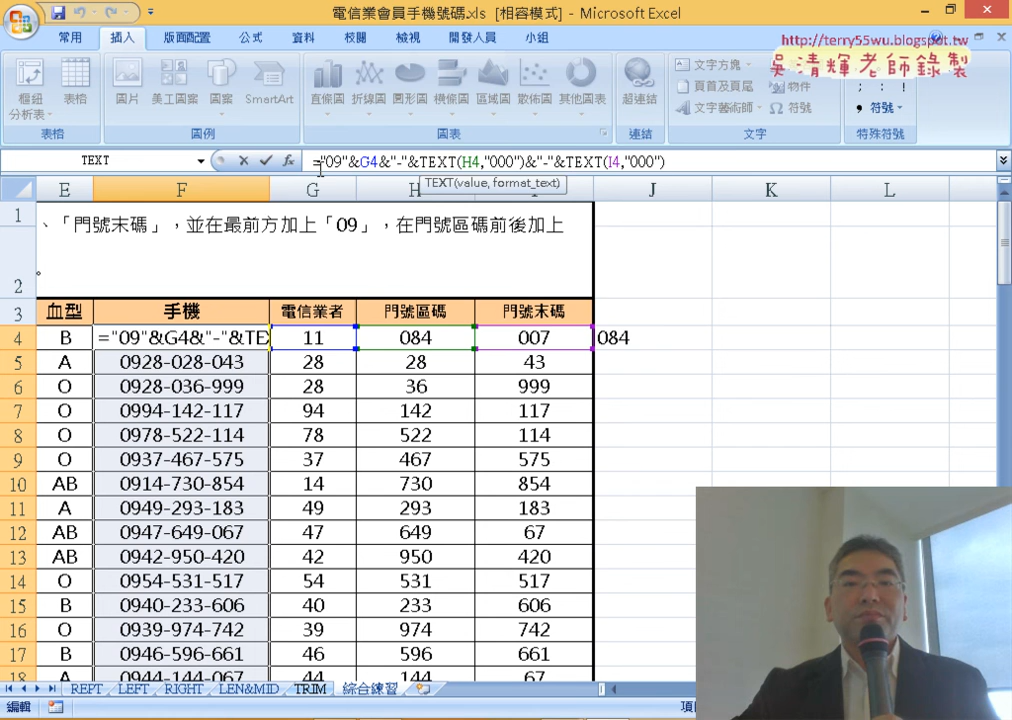 電信業會員手機號碼.xls [相容模式] - Microsoft Excel
常用 插入 版面配置 公式 資料 校閱 檢視 開發人員 小組
http://terry55wu.blogspot.tw
吳清輝老師錄製
樞紐分析表 表格 圖片 美工圖案 圖案 SmartArt 直條圖 折線圖 圓形圖 橫條圖 區域圖 散佈圖 其他圖表 超連結 文字方塊 頁首及頁尾 文字藝術師 物件 符號 ; : ! , 符號
表格 圖例 圖表 連結 文字 特殊符號
TEXT ="09"&G4&"-"&TEXT(H4,"000")&"-"&TEXT(I4,"000")
TEXT(value, format_text)
E F G H I J K L
1 、「門號末碼」，並在最前方加上「09」，在門號區碼前後加上
2 。
3 血型 手機 電信業者 門號區碼 門號末碼
4 B ="09"&G4&"-"&TEX 11 084 007 084
5 A 0928-028-043 28 28 43
6 O 0928-036-999 28 36 999
7 O 0994-142-117 94 142 117
8 O 0978-522-114 78 522 114
9 O 0937-467-575 37 467 575
10 AB 0914-730-854 14 730 854
11 A 0949-293-183 49 293 183
12 AB 0947-649-067 47 649 67
13 AB 0942-950-420 42 950 420
14 O 0954-531-517 54 531 517
15 B 0940-233-606 40 233 606
16 O 0939-974-742 39 974 742
17 B 0946-596-661 46 596 661
18 A 0944-144-067 44 144 67
REPT LEFT RIGHT LEN&MID TRIM 綜合練習
編輯